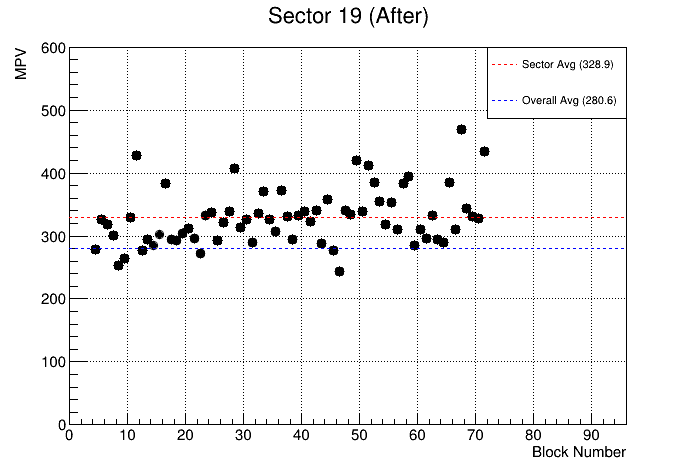 Sector 19 (After)
MPV
600
500
400
300
200
100
0
Sector Avg (328.9)
Overall Avg (280.6)
0 10 20 30 40 50 60 70 80 90
Block Number